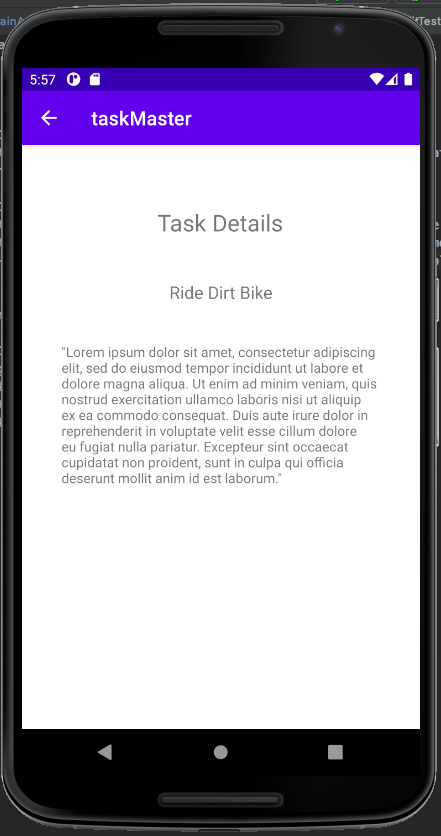 5:57
taskMaster
Task Details
Ride Dirt Bike
"Lorem ipsum dolor sit amet, consectetur adipiscing
elit, sed do eiusmod tempor incididunt ut labore et
dolore magna aliqua. Ut enim ad minim veniam, quis
nostrud exercitation ullamco laboris nisi ut aliquip
ex ea commodo consequat. Duis aute irure dolor in
reprehenderit in voluptate velit esse cillum dolore
eu fugiat nulla pariatur. Excepteur sint occaecat
cupidatat non proident, sunt in culpa qui officia
deserunt mollit anim id est laborum."